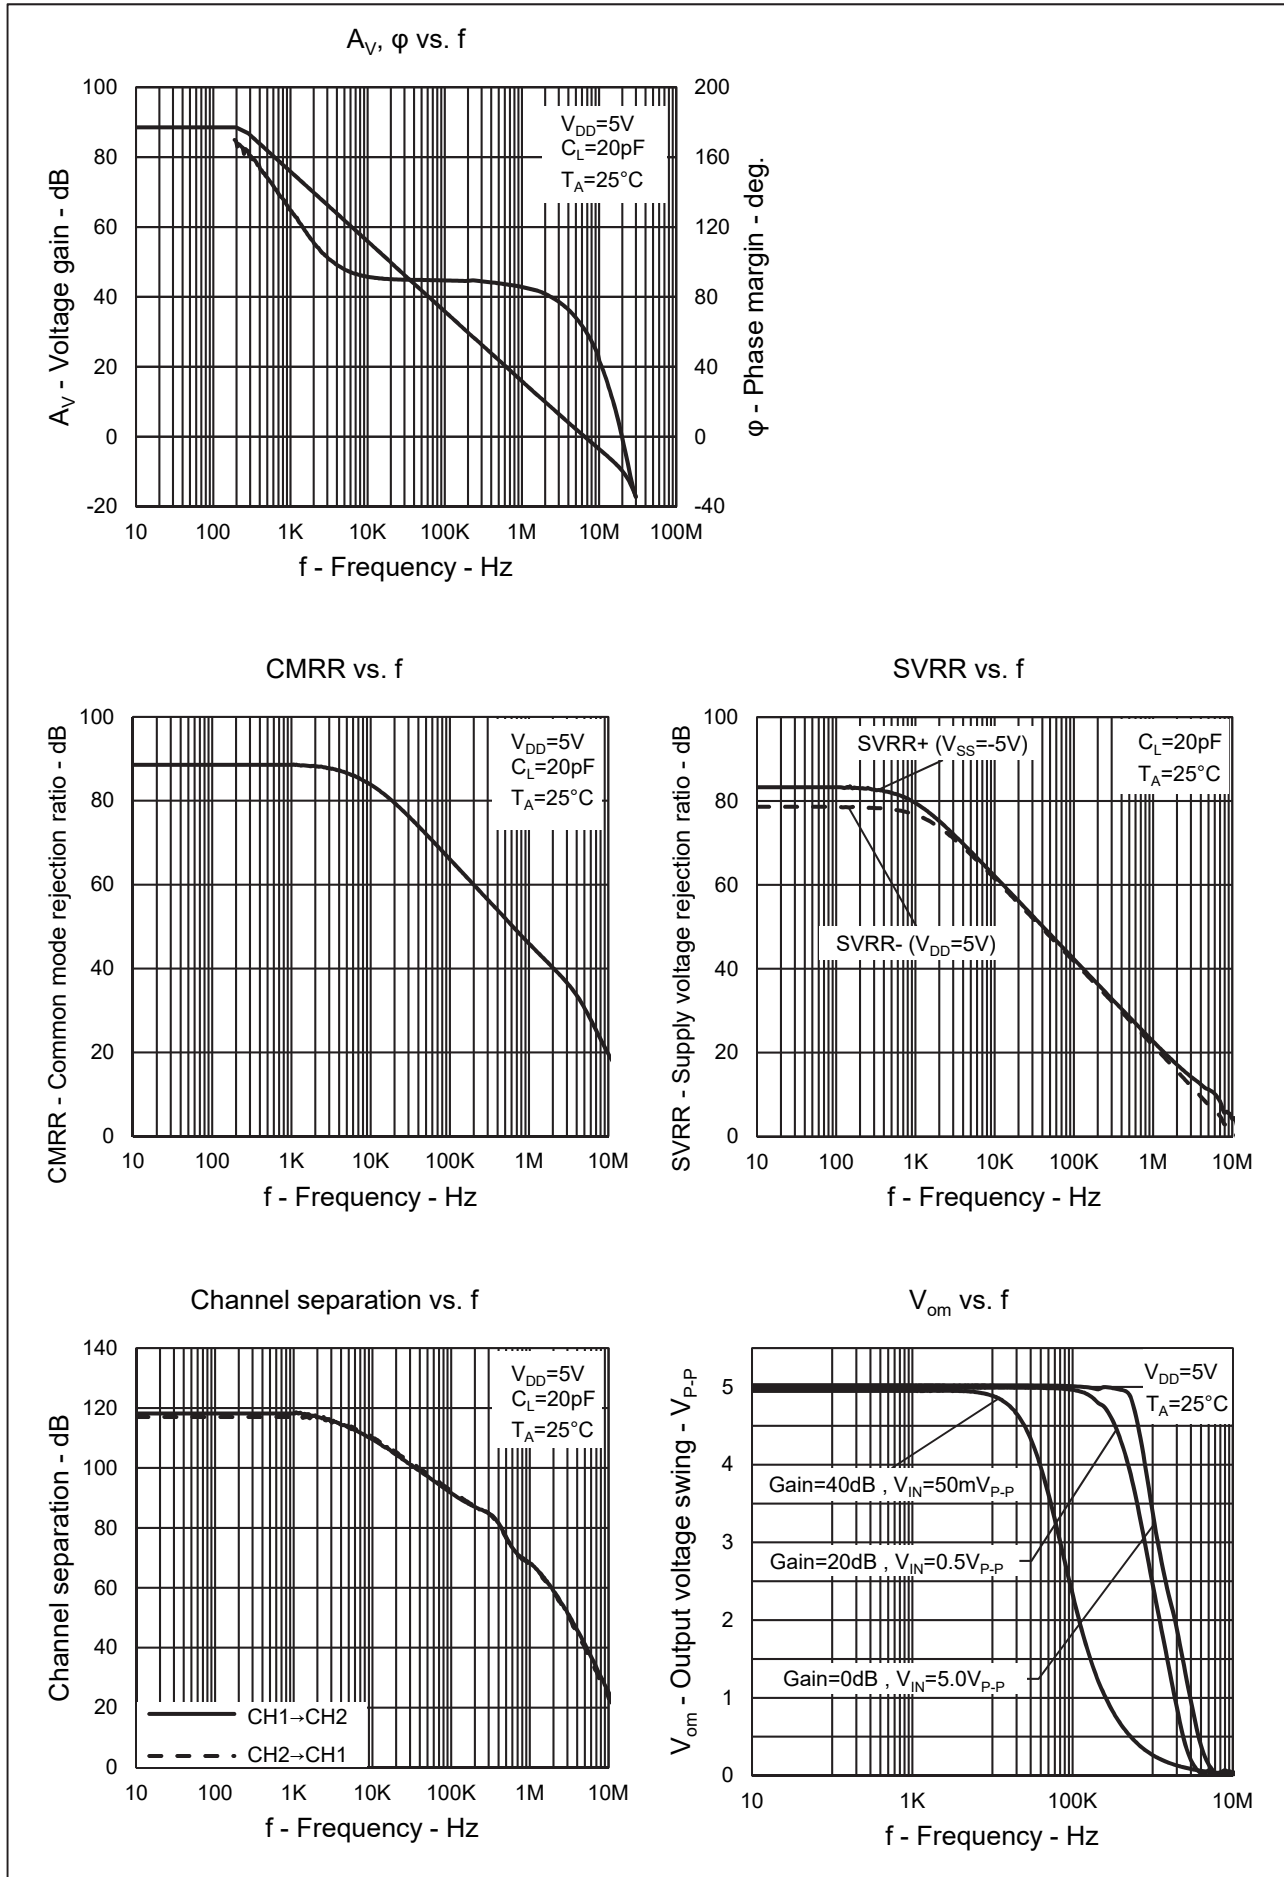 A_V, φ vs. f
100
80
60
40
20
0
-20
200
160
120
80
40
0
-40
V_DD=5V
C_L=20pF
T_A=25°C
A_V - Voltage gain - dB
φ - Phase margin - deg.
10 100 1K 10K 100K 1M 10M 100M
f - Frequency - Hz
CMRR vs. f
100
80
60
40
20
0
V_DD=5V
C_L=20pF
T_A=25°C
CMRR - Common mode rejection ratio - dB
10 100 1K 10K 100K 1M 10M
f - Frequency - Hz
SVRR vs. f
100
80
60
40
20
0
SVRR+ (V_SS=-5V)
C_L=20pF
T_A=25°C
SVRR- (V_DD=5V)
SVRR - Supply voltage rejection ratio - dB
10 100 1K 10K 100K 1M 10M
f - Frequency - Hz
Channel separation vs. f
140
120
100
80
60
40
20
0
V_DD=5V
C_L=20pF
T_A=25°C
CH1→CH2
CH2→CH1
Channel separation - dB
10 100 1K 10K 100K 1M 10M
f - Frequency - Hz
V_om vs. f
5
4
3
2
1
0
V_DD=5V
T_A=25°C
Gain=40dB , V_IN=50mV_P-P
Gain=20dB , V_IN=0.5V_P-P
Gain=0dB , V_IN=5.0V_P-P
V_om - Output voltage swing - V_P-P
10 1K 100K 10M
f - Frequency - Hz